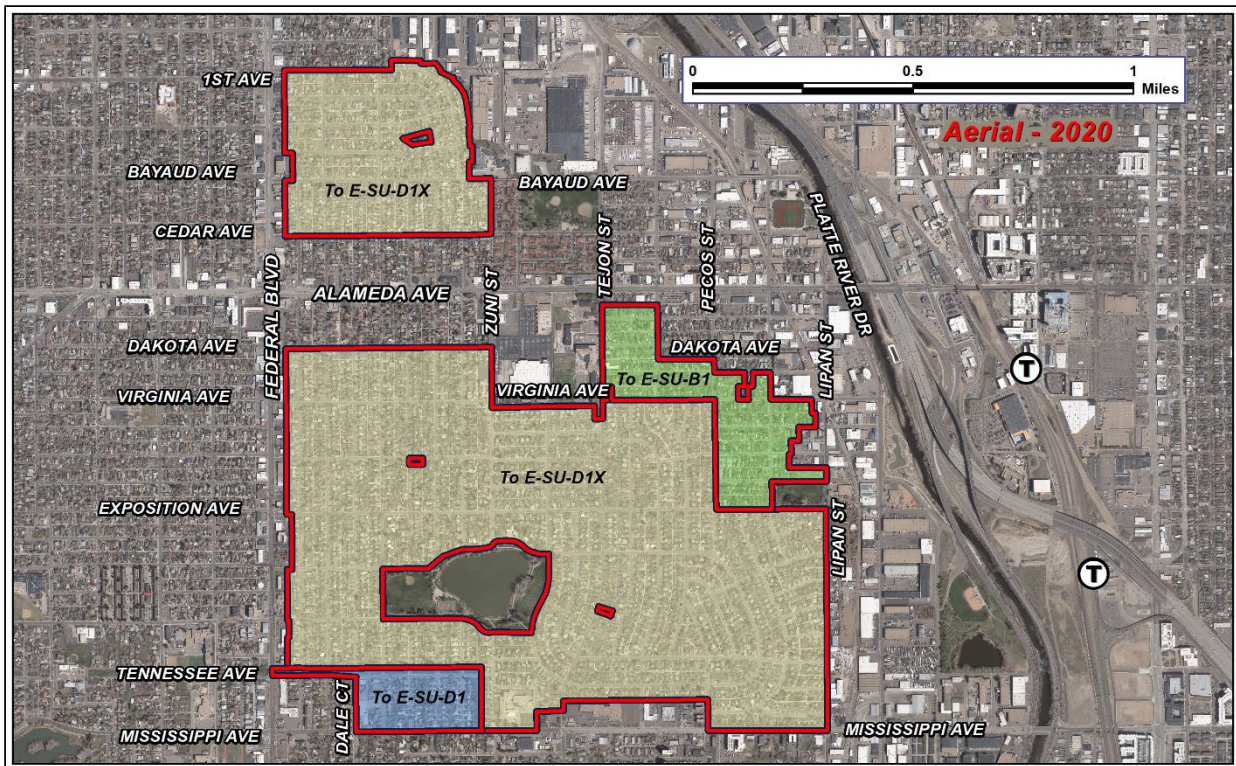 0 0.5 1
Miles
1ST AVE
Aerial - 2020
BAYAUD AVE
To E-SU-D1X
BAYAUD AVE
CEDAR AVE
TEJON ST
PECOS ST
PLATTE RIVER DR
FEDERAL BLVD
ALAMEDA AVE
ZUNI ST
DAKOTA AVE
DAKOTA AVE
LIPAN ST
VIRGINIA AVE
VIRGINIA AVE
To E-SU-B1
To E-SU-D1X
EXPOSITION AVE
LIPAN ST
T
T
TENNESSEE AVE
DALE CT
To E-SU-D1
MISSISSIPPI AVE
MISSISSIPPI AVE